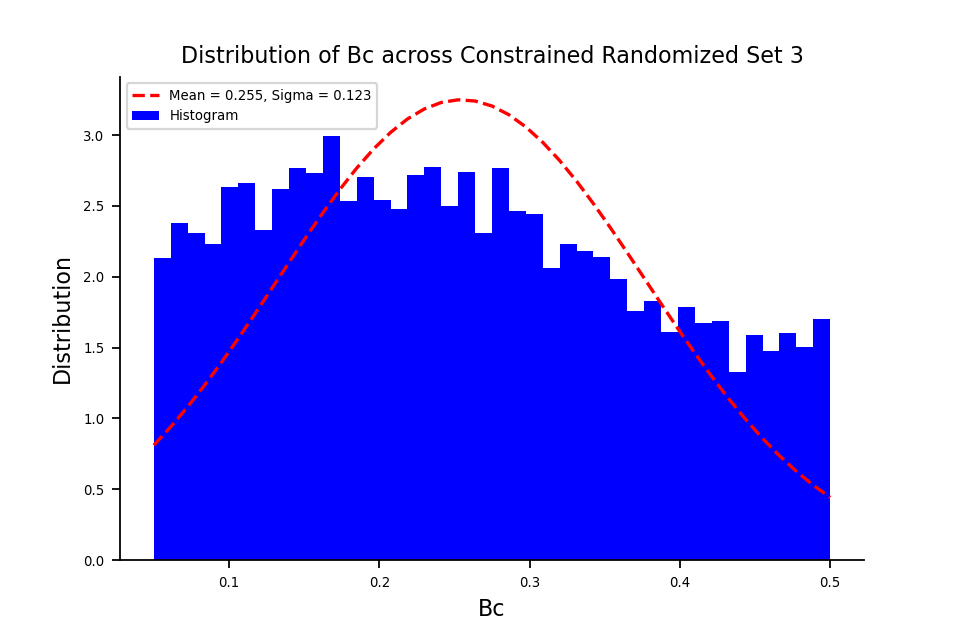 Distribution of Bc across Constrained Randomized Set 3
Mean = 0.255, Sigma = 0.123
Histogram
3.0
2.5
2.0
1.5
1.0
0.5
0.0
Distribution
0.1 0.2 0.3 0.4 0.5
Bc